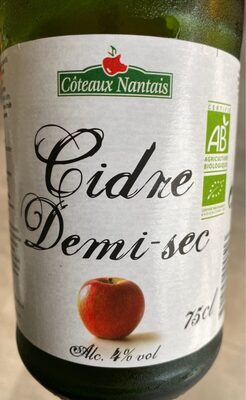 Côteaux Nantais
Cidre
Demi-sec
CERTIFIÉ
AB
AGRICULTURE
BIOLOGIQUE
75cl
Alc. 4% vol